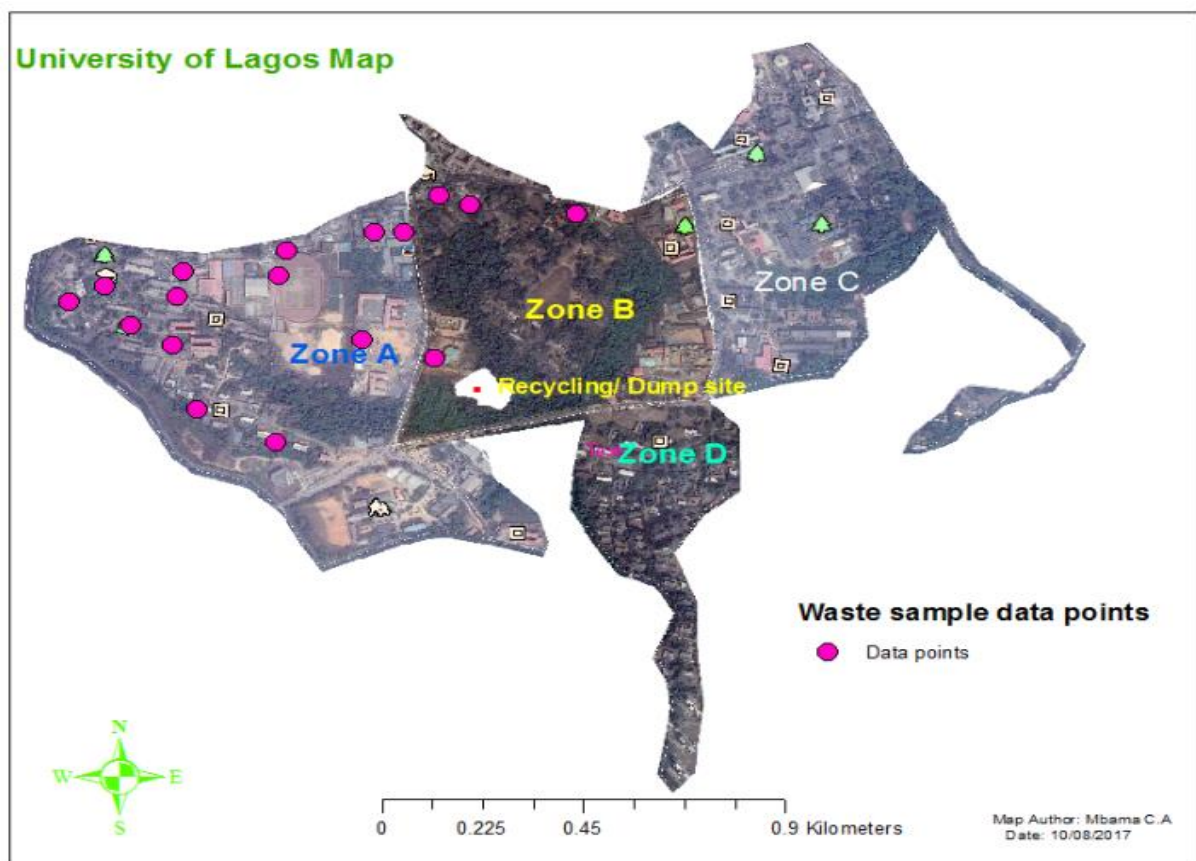 University of Lagos Map
Zone C
Zone B
Zone A
Recycling/ Dump site
Zone D
Waste sample data points
Data points
N
W E
S
0 0.225 0.45 0.9 Kilometers
Map Author: Mbama C.A
Date: 10/08/2017